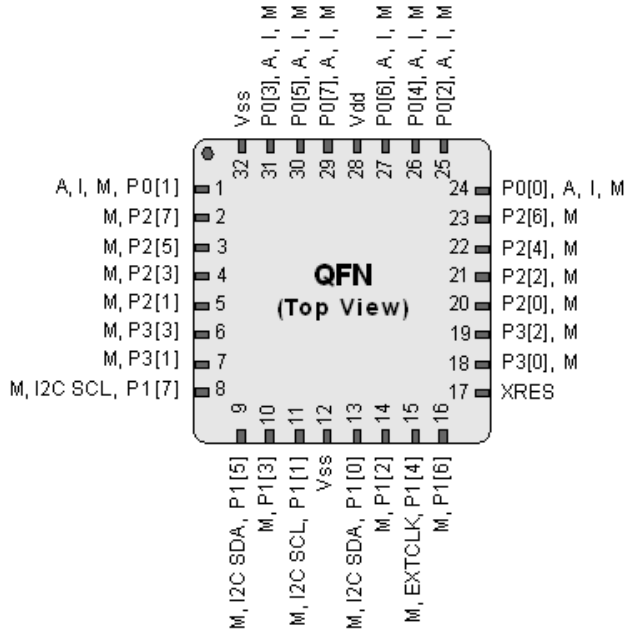 Vss
P0[3], A, I, M
P0[5], A, I, M
P0[7], A, I, M
Vdd
P0[6], A, I, M
P0[4], A, I, M
P0[2], A, I, M
32
31
30
29
28
27
26
25
A, I, M, P0[1] 1
M, P2[7] 2
M, P2[5] 3
M, P2[3] 4
M, P2[1] 5
M, P3[3] 6
M, P3[1] 7
M, I2C SCL, P1[7] 8
QFN
(Top View)
24 P0[0], A, I, M
23 P2[6], M
22 P2[4], M
21 P2[2], M
20 P2[0], M
19 P3[2], M
18 P3[0], M
17 XRES
9
10
11
12
13
14
15
16
M, I2C SDA, P1[5]
M, P1[3]
M, I2C SCL, P1[1]
Vss
M, I2C SDA, P1[0]
M, P1[2]
M, EXTCLK, P1[4]
M, P1[6]